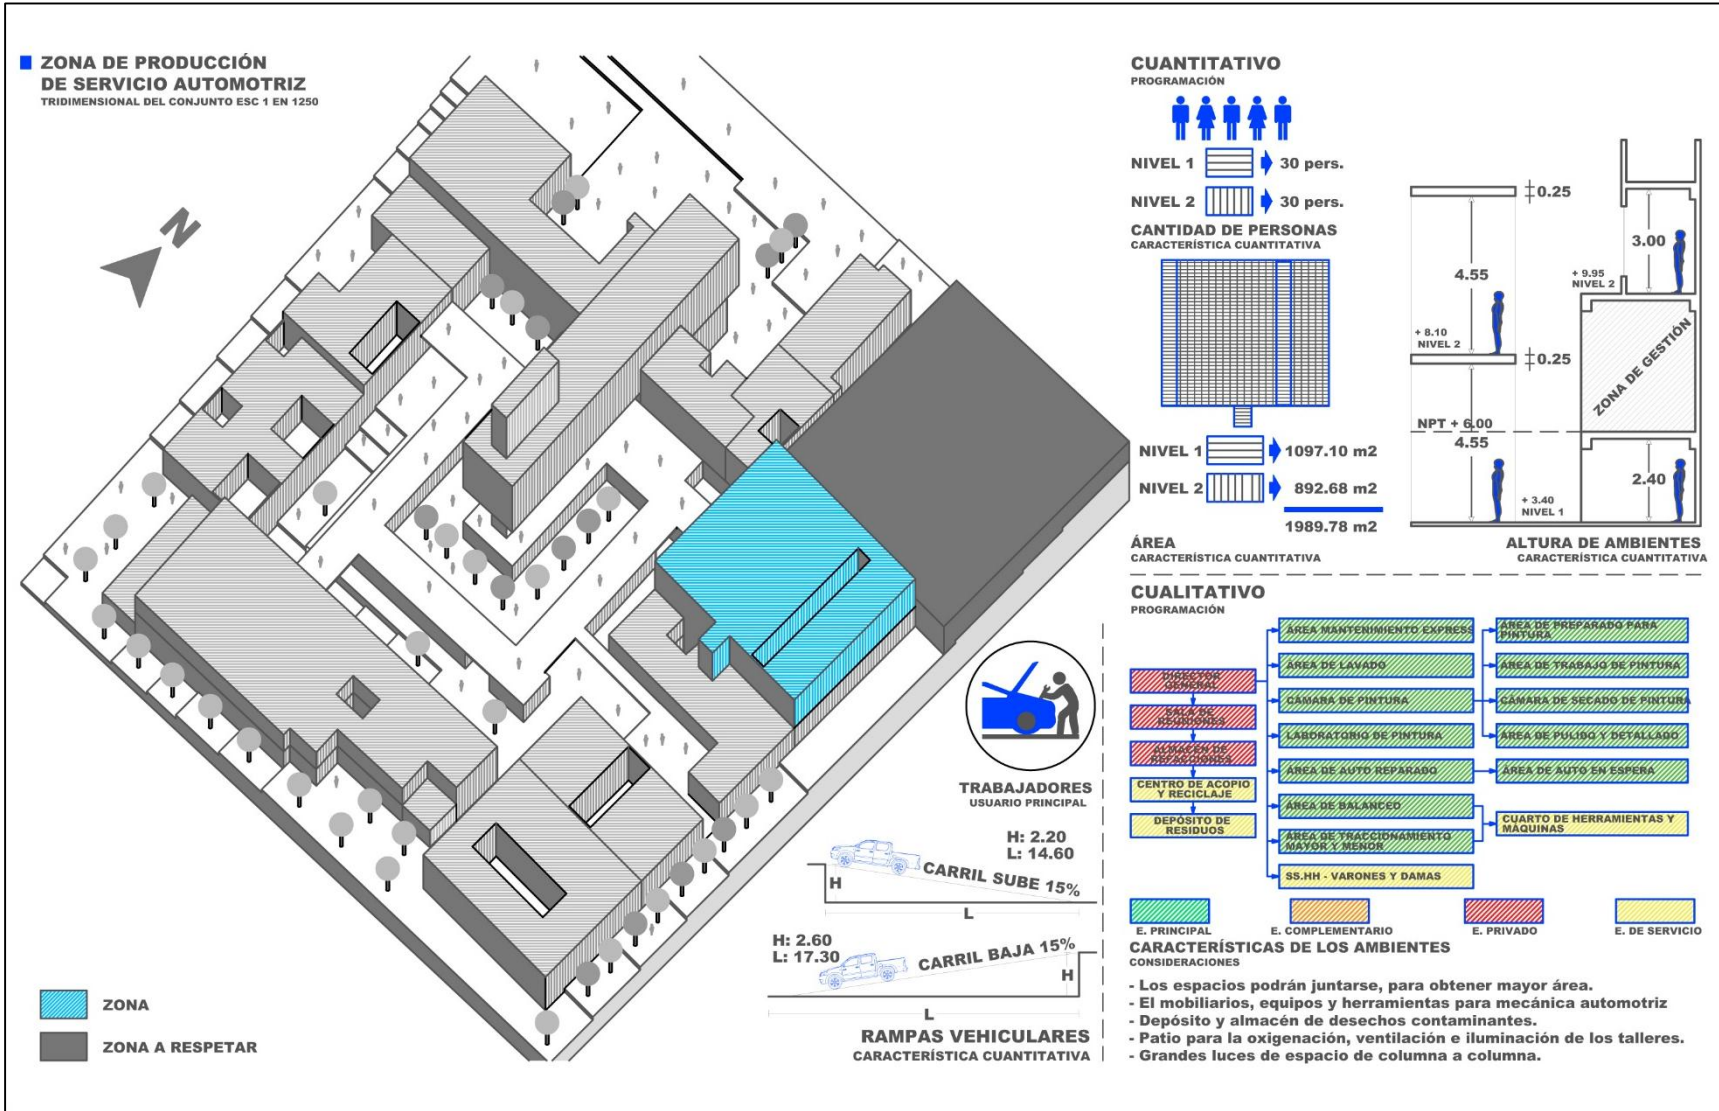 ZONA DE PRODUCCIÓN
DE SERVICIO AUTOMOTRIZ
TRIDIMENSIONAL DEL CONJUNTO ESC 1 EN 1250
N
ZONA
ZONA A RESPETAR
TRABAJADORES
USUARIO PRINCIPAL
H: 2.20
L: 14.60
CARRIL SUBE 15%
H
L
H: 2.60
L: 17.30
CARRIL BAJA 15%
H
L
RAMPAS VEHICULARES
CARACTERÍSTICA CUANTITATIVA
CUANTITATIVO
PROGRAMACIÓN
NIVEL 1 30 pers.
NIVEL 2 30 pers.
CANTIDAD DE PERSONAS
CARACTERÍSTICA CUANTITATIVA
NIVEL 1 1097.10 m2
NIVEL 2 892.68 m2
1989.78 m2
ÁREA
CARACTERÍSTICA CUANTITATIVA
0.25
3.00
4.55
+ 9.95
NIVEL 2
+ 8.10
NIVEL 2
0.25
ZONA DE GESTIÓN
NPT + 6.00
4.55
2.40
+ 3.40
NIVEL 1
ALTURA DE AMBIENTES
CARACTERÍSTICA CUANTITATIVA
CUALITATIVO
PROGRAMACIÓN
DIRECTOR
GENERAL
SALA DE
REUNIONES
ALMACÉN DE
REFACCIONES
CENTRO DE ACOPIO
Y RECICLAJE
DEPÓSITO DE
RESIDUOS
ÁREA MANTENIMIENTO EXPRESS
ÁREA DE LAVADO
CÁMARA DE PINTURA
LABORATORIO DE PINTURA
ÁREA DE AUTO REPARADO
ÁREA DE BALANCEO
ÁREA DE TRACCIONAMIENTO
MAYOR Y MENOR
SS.HH - VARONES Y DAMAS
ÁREA DE PREPARADO PARA
PINTURA
ÁREA DE TRABAJO DE PINTURA
CÁMARA DE SECADO DE PINTURA
ÁREA DE PULIDO Y DETALLADO
ÁREA DE AUTO EN ESPERA
CUARTO DE HERRAMIENTAS Y
MÁQUINAS
E. PRINCIPAL
E. COMPLEMENTARIO
E. PRIVADO
E. DE SERVICIO
CARACTERÍSTICAS DE LOS AMBIENTES
CONSIDERACIONES
- Los espacios podrán juntarse, para obtener mayor área.
- El mobiliarios, equipos y herramientas para mecánica automotriz
- Depósito y almacén de desechos contaminantes.
- Patio para la oxigenación, ventilación e iluminación de los talleres.
- Grandes luces de espacio de columna a columna.